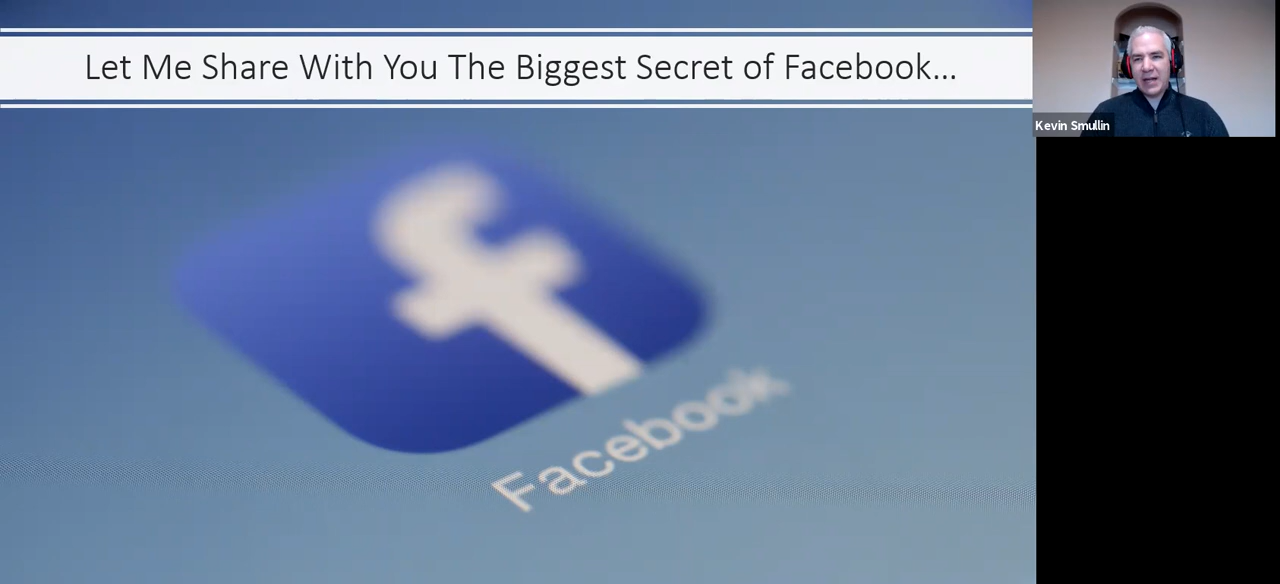 Let Me Share With You The Biggest Secret of Facebook...
Kevin Smullin
Facebook